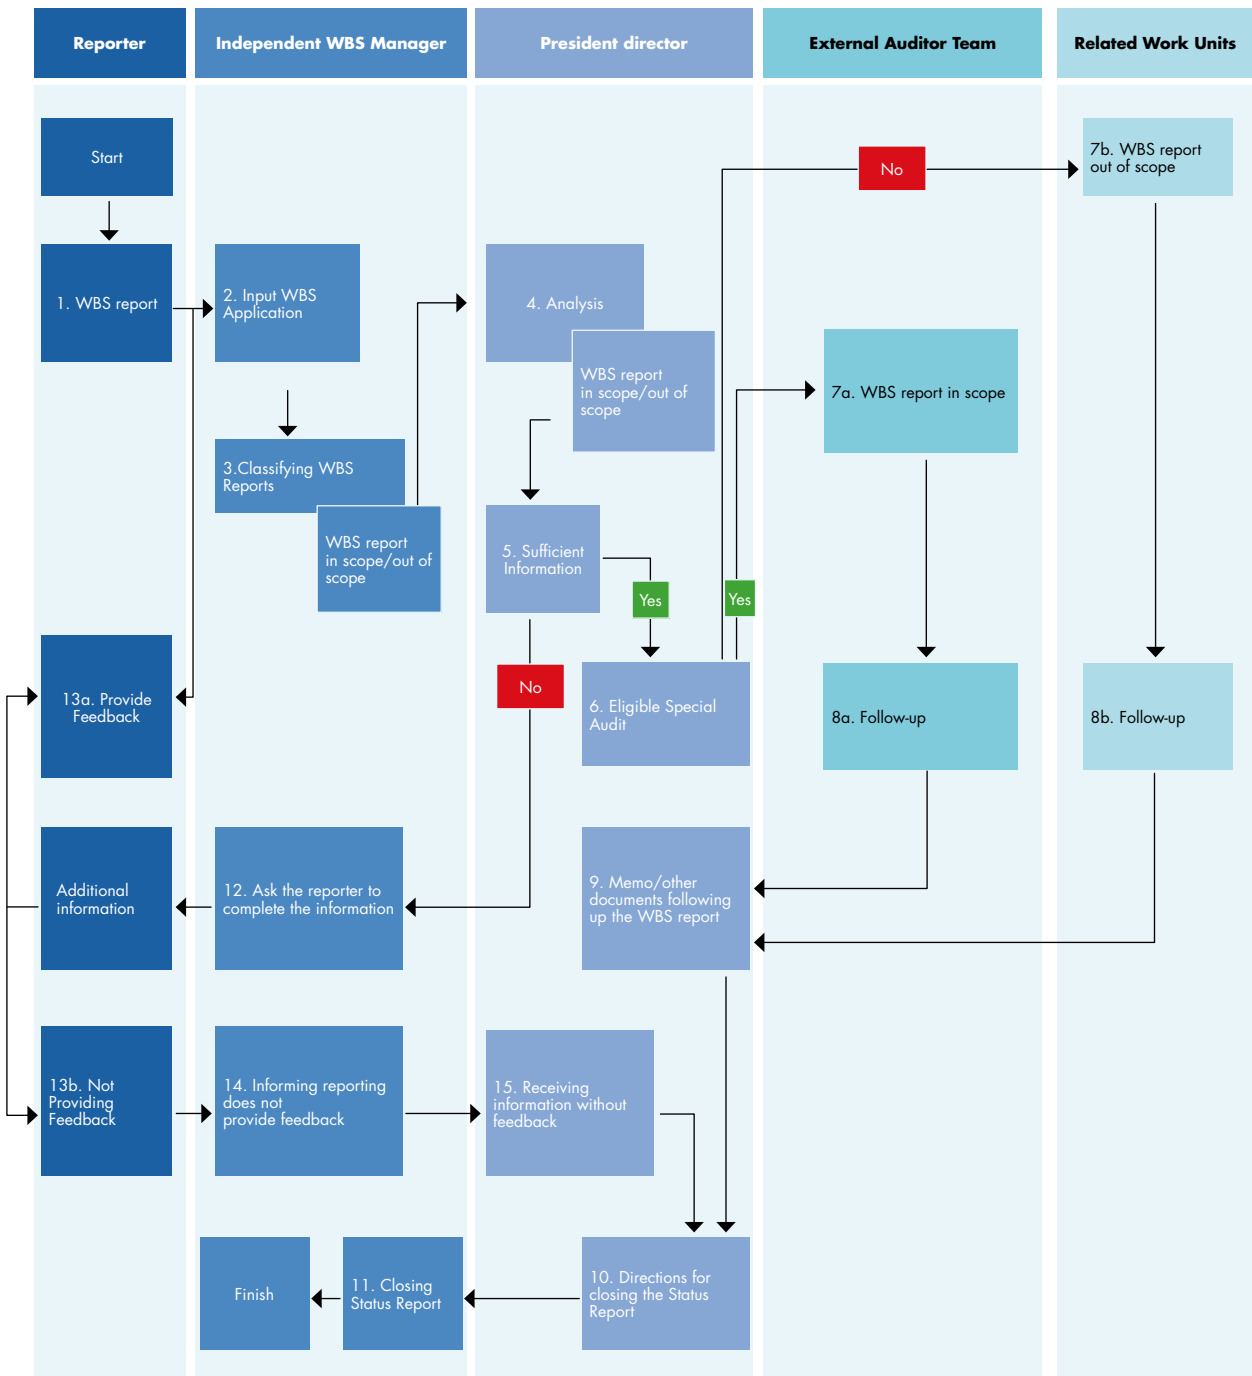 Reporter
Independent WBS Manager
President director
External Auditor Team
Related Work Units
Start
No
7b. WBS report
out of scope
1. WBS report
2. Input WBS
Application
4. Analysis
WBS report
in scope/out of
scope
7a. WBS report in scope
3.Classifying WBS
Reports
WBS report
in scope/out of
scope
5. Sufficient
Information
Yes
Yes
No
13a. Provide
Feedback
6. Eligible Special
Audit
8a. Follow-up
8b. Follow-up
Additional
information
12. Ask the reporter to
complete the information
9. Memo/other
documents following
up the WBS report
13b. Not
Providing
Feedback
14. Informing reporting
does not
provide feedback
15. Receiving
information without
feedback
Finish
11. Closing
Status Report
10. Directions for
closing the Status
Report